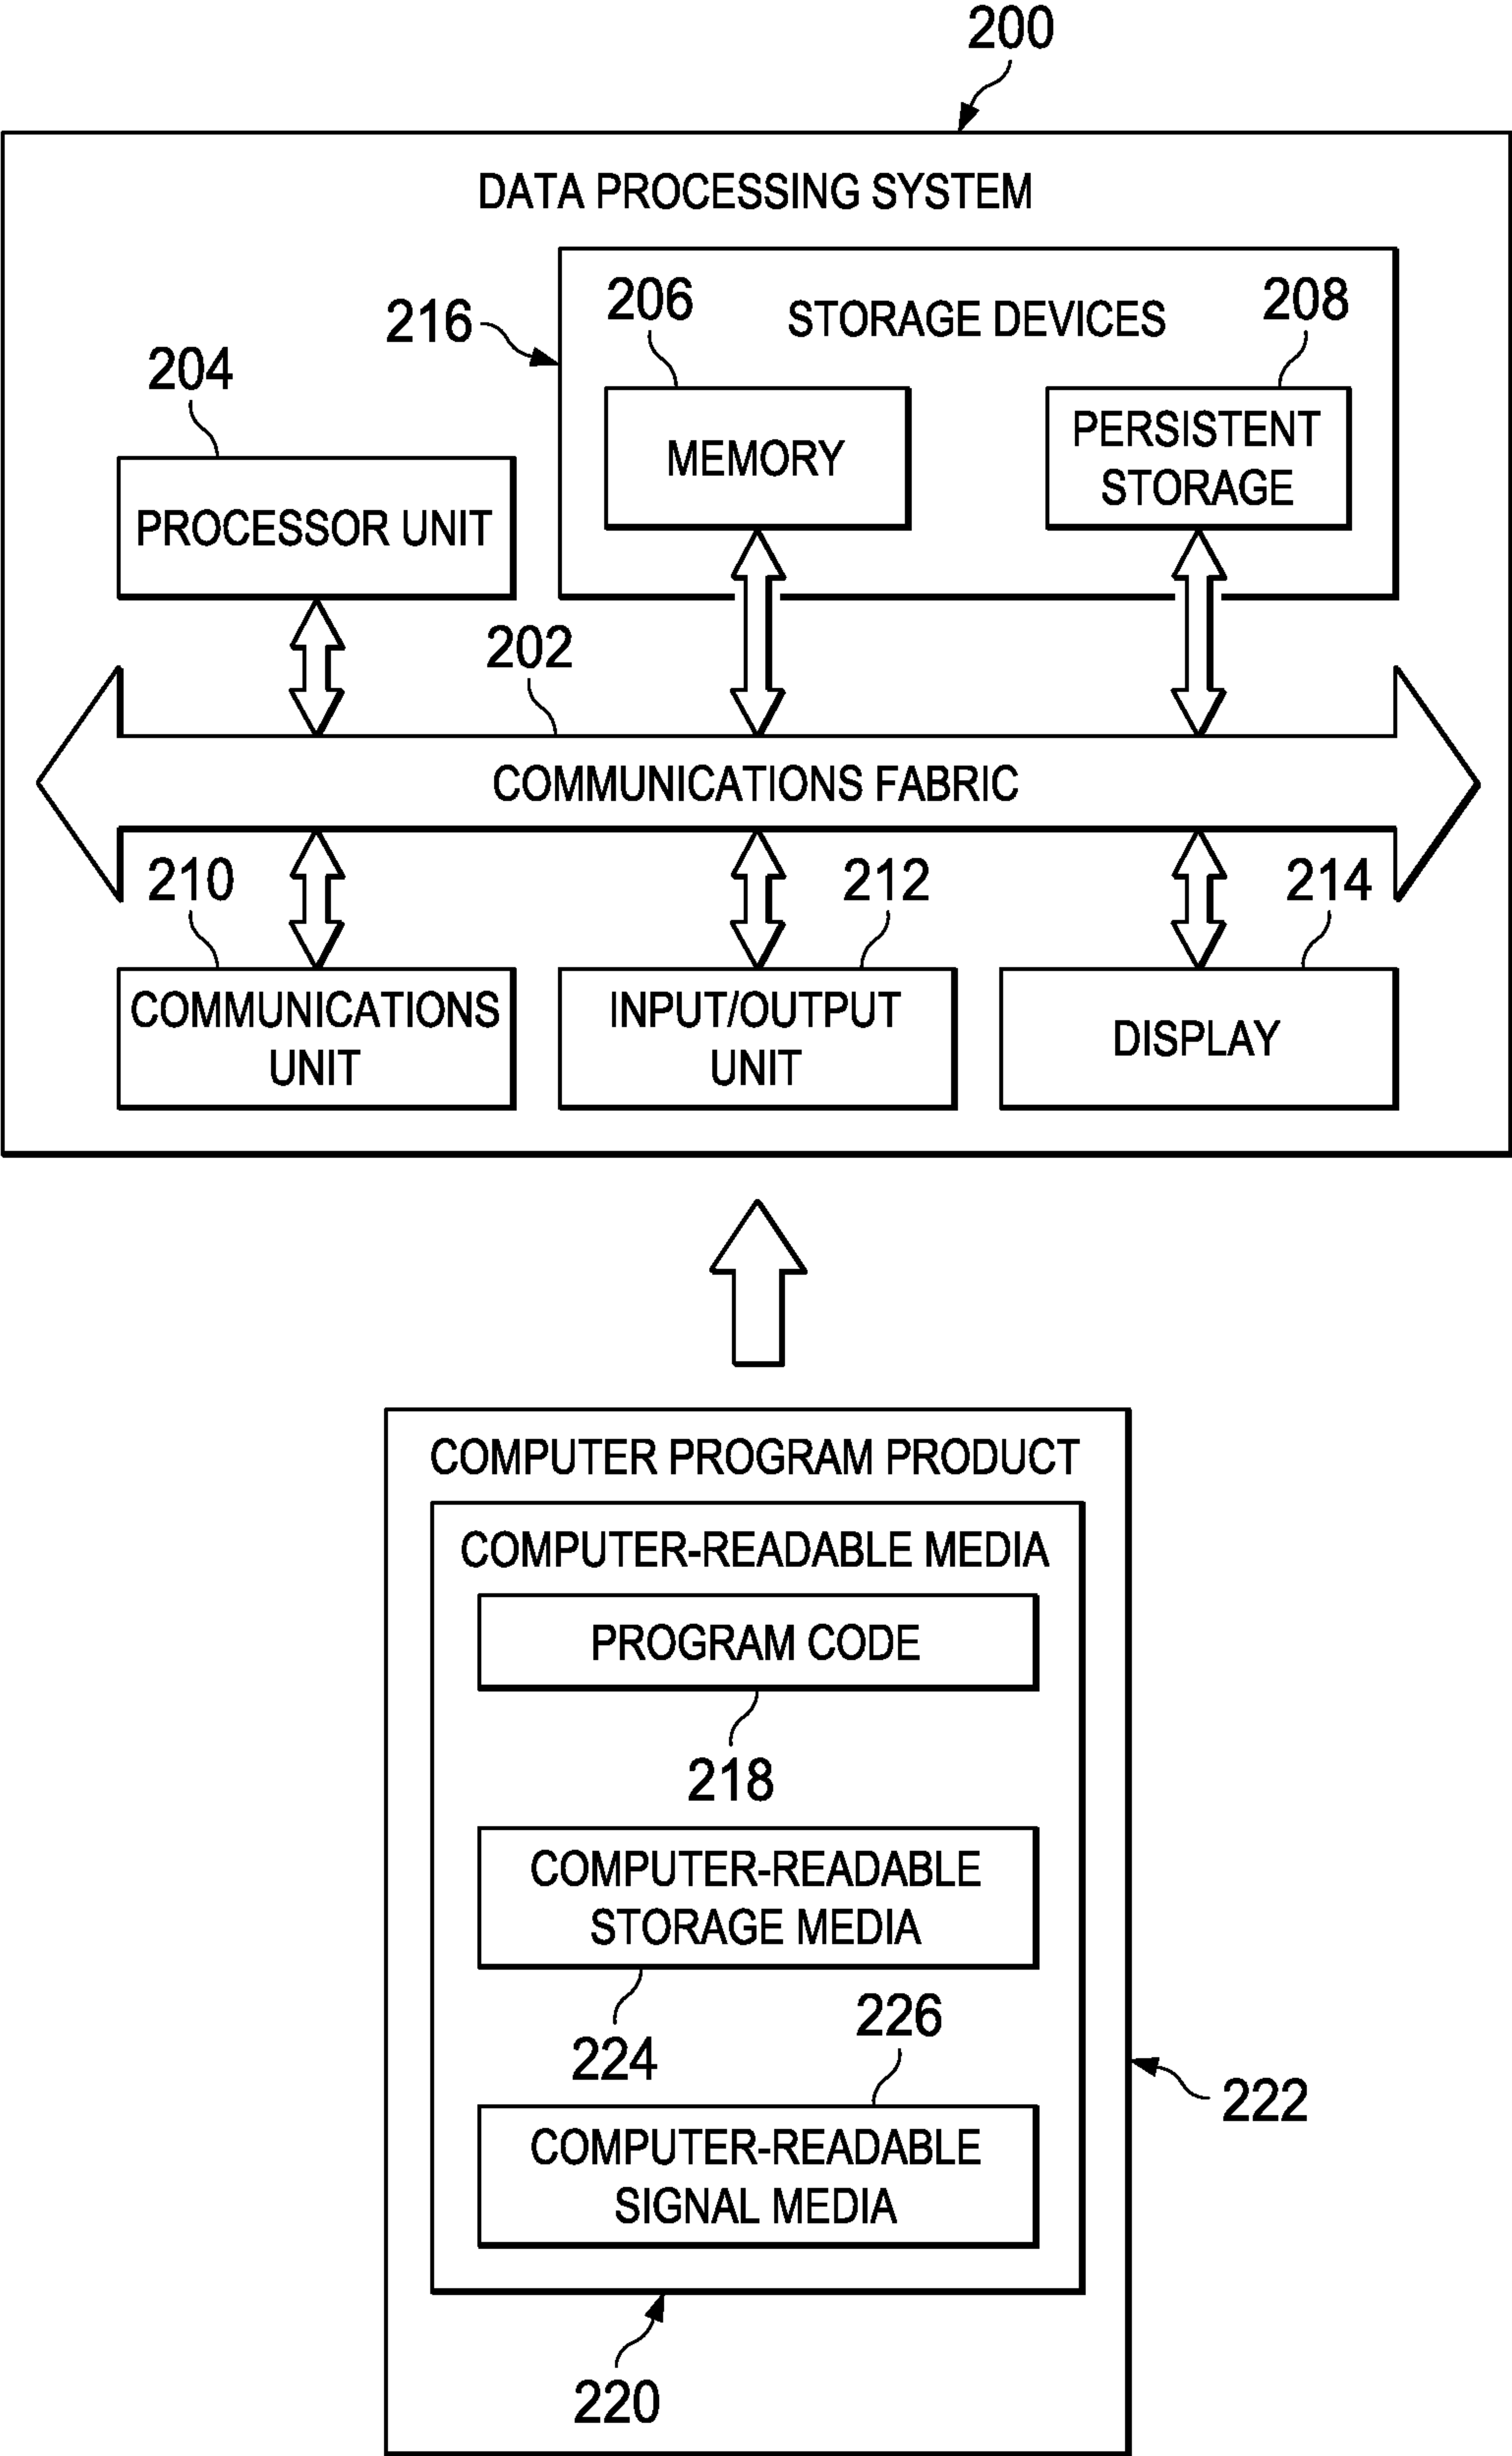 200
DATA PROCESSING SYSTEM
216
206
STORAGE DEVICES
208
204
MEMORY
PERSISTENT
STORAGE
PROCESSOR UNIT
202
COMMUNICATIONS FABRIC
210
212
214
COMMUNICATIONS
UNIT
INPUT/OUTPUT
UNIT
DISPLAY
COMPUTER PROGRAM PRODUCT
COMPUTER-READABLE MEDIA
PROGRAM CODE
218
COMPUTER-READABLE
STORAGE MEDIA
224
226
222
COMPUTER-READABLE
SIGNAL MEDIA
220